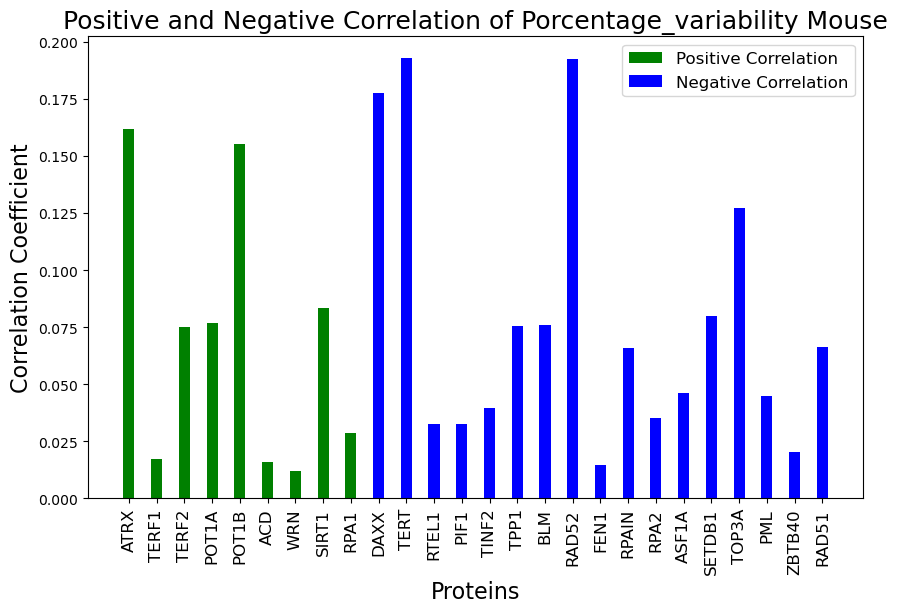 Positive and Negative Correlation of Porcentage_variability Mouse
Positive Correlation
Negative Correlation
Correlation Coefficient
0.200
0.175
0.150
0.125
0.100
0.075
0.050
0.025
0.000
ATRX
TERF1
TERF2
POT1A
POT1B
ACD
WRN
SIRT1
RPA1
DAXX
TERT
RTEL1
PIF1
TINF2
TPP1
BLM
RAD52
FEN1
RPAIN
RPA2
ASF1A
SETDB1
TOP3A
PML
ZBTB40
RAD51
Proteins